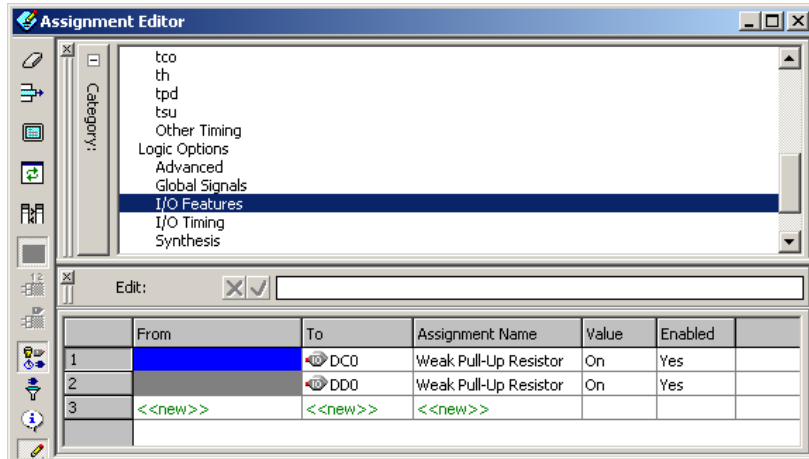 Assignment Editor
Category:
tco
th
tpd
tsu
Other Timing
Logic Options
Advanced
Global Signals
I/O Features
I/O Timing
Synthesis
Edit:
From To Assignment Name Value Enabled
1 DC0 Weak Pull-Up Resistor On Yes
2 DD0 Weak Pull-Up Resistor On Yes
3 <<new>> <<new>> <<new>>